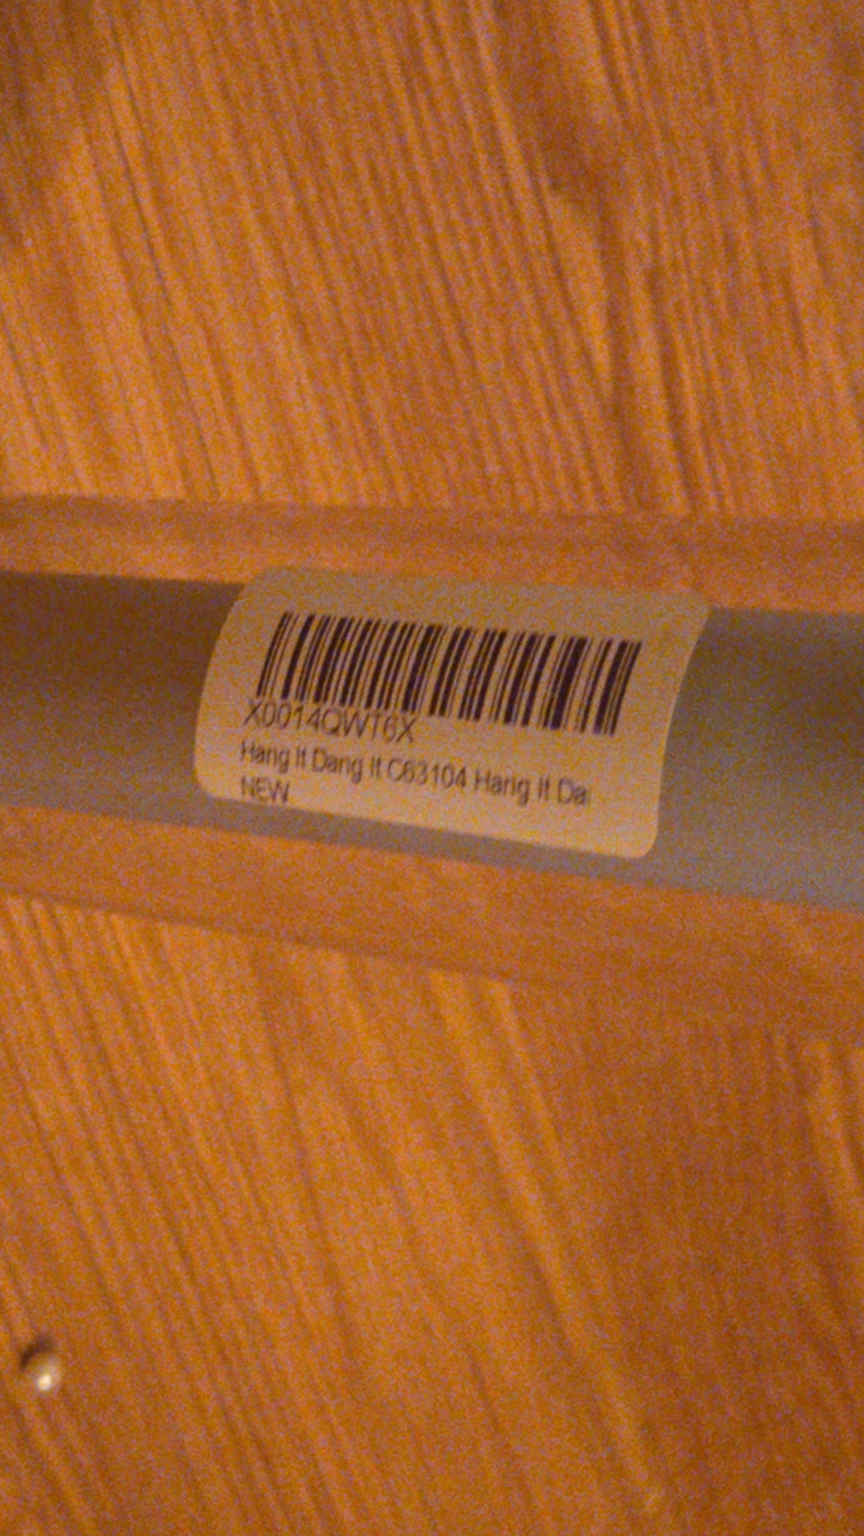 X0014QWT6X
Hang It Dang It C63104 Hang It Da
NEW